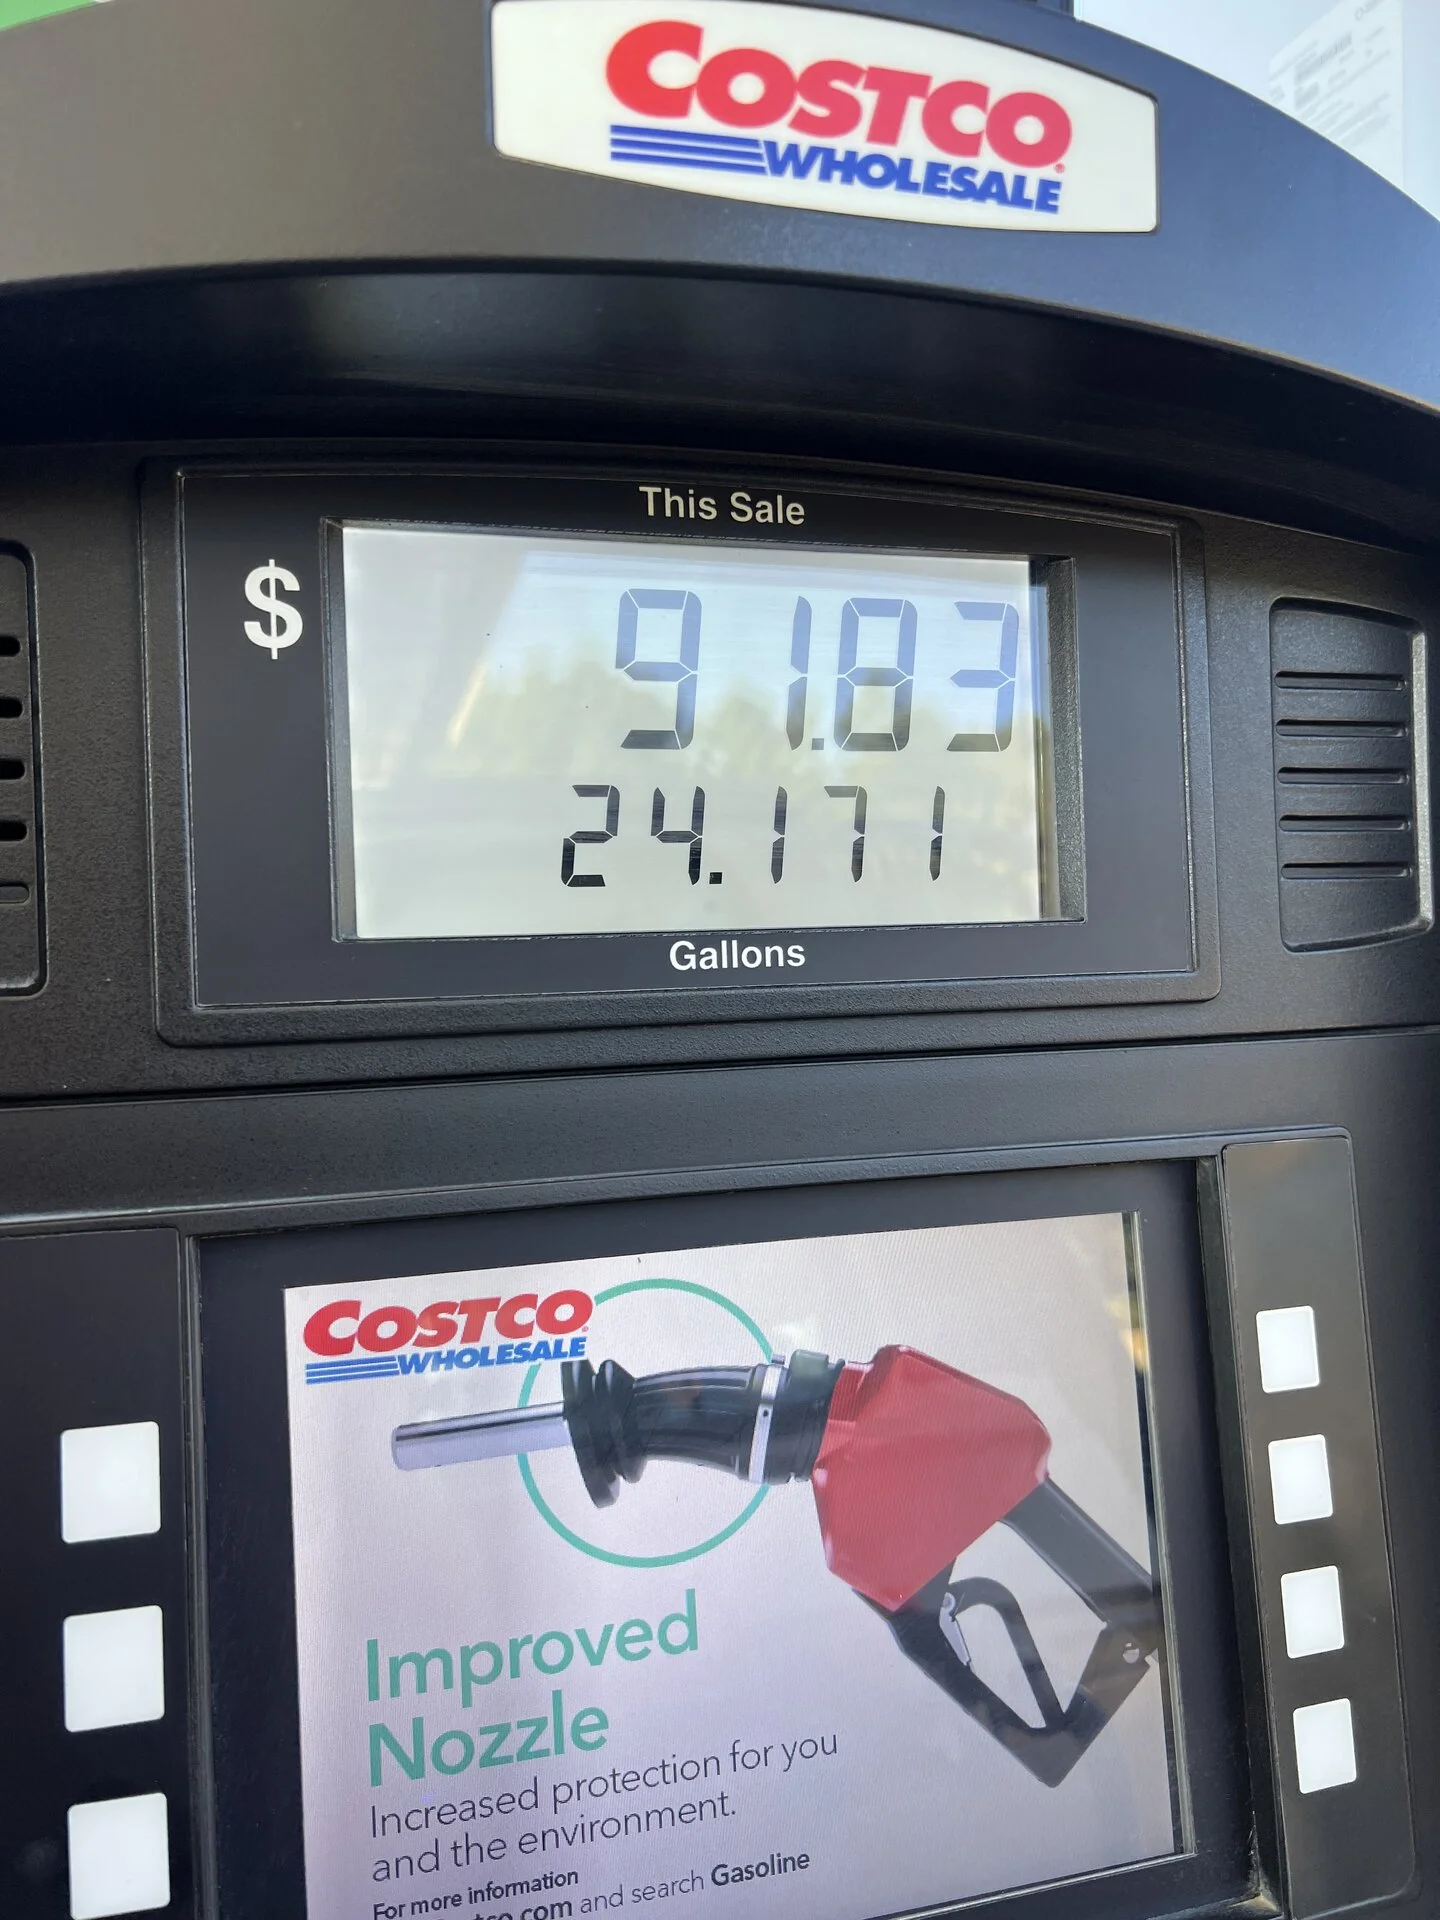 COSTCO
WHOLESALE
This Sale
$ 91.83
24.171
Gallons
COSTCO
WHOLESALE
Improved
Nozzle
Increased protection for you
and the environment.
For more information
.com and search Gasoline